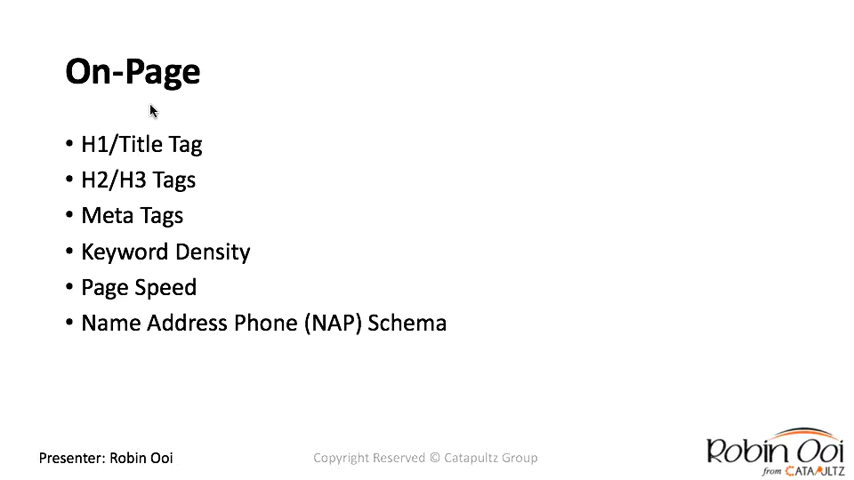 On-Page
• H1/Title Tag
• H2/H3 Tags
• Meta Tags
• Keyword Density
• Page Speed
• Name Address Phone (NAP) Schema
Presenter: Robin Ooi
Copyright Reserved © Catapultz Group
Robin Ooi
from CATAPULTZ